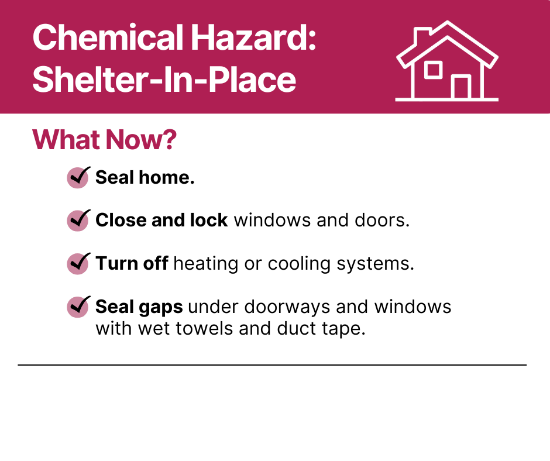 Chemical Hazard:
Shelter-In-Place
What Now?
Seal home.
Close and lock windows and doors.
Turn off heating or cooling systems.
Seal gaps under doorways and windows
with wet towels and duct tape.